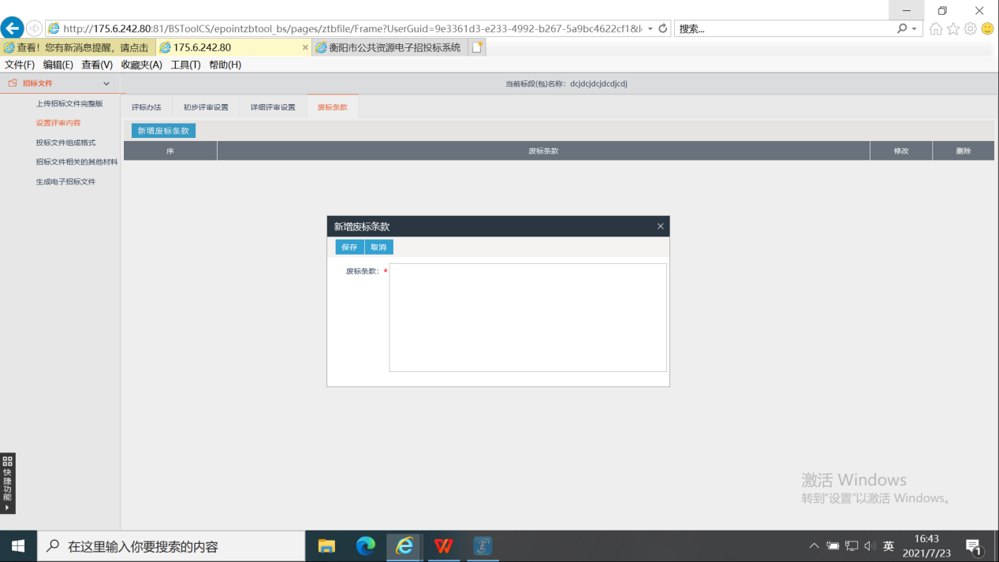 http://175.6.242.80:81/BSToolCS/epointzbtool_bs/pages/ztbfile/Frame?UserGuid=9e3361d3-e233-4992-b267-5a9bc4622cf1&l
搜索...
查看！您有新消息提醒，请点击
175.6.242.80
衡阳市公共资源电子招投标系统
文件(F) 编辑(E) 查看(V) 收藏夹(A) 工具(T) 帮助(H)
招标文件
当前标段(包)名称： dcjdcjdcjdcdjcdj
上传招标文件完整版
设置评审内容
投标文件组成格式
招标文件相关的其他材料
生成电子招标文件
评标办法 初步评审设置 详细评审设置 废标条款
新增废标条款
序 废标条款 修改 删除
新增废标条款
保存 取消
废标条款： *
快捷功能
激活 Windows
转到"设置"以激活 Windows。
在这里输入你要搜索的内容
英
16:43
2021/7/23
1